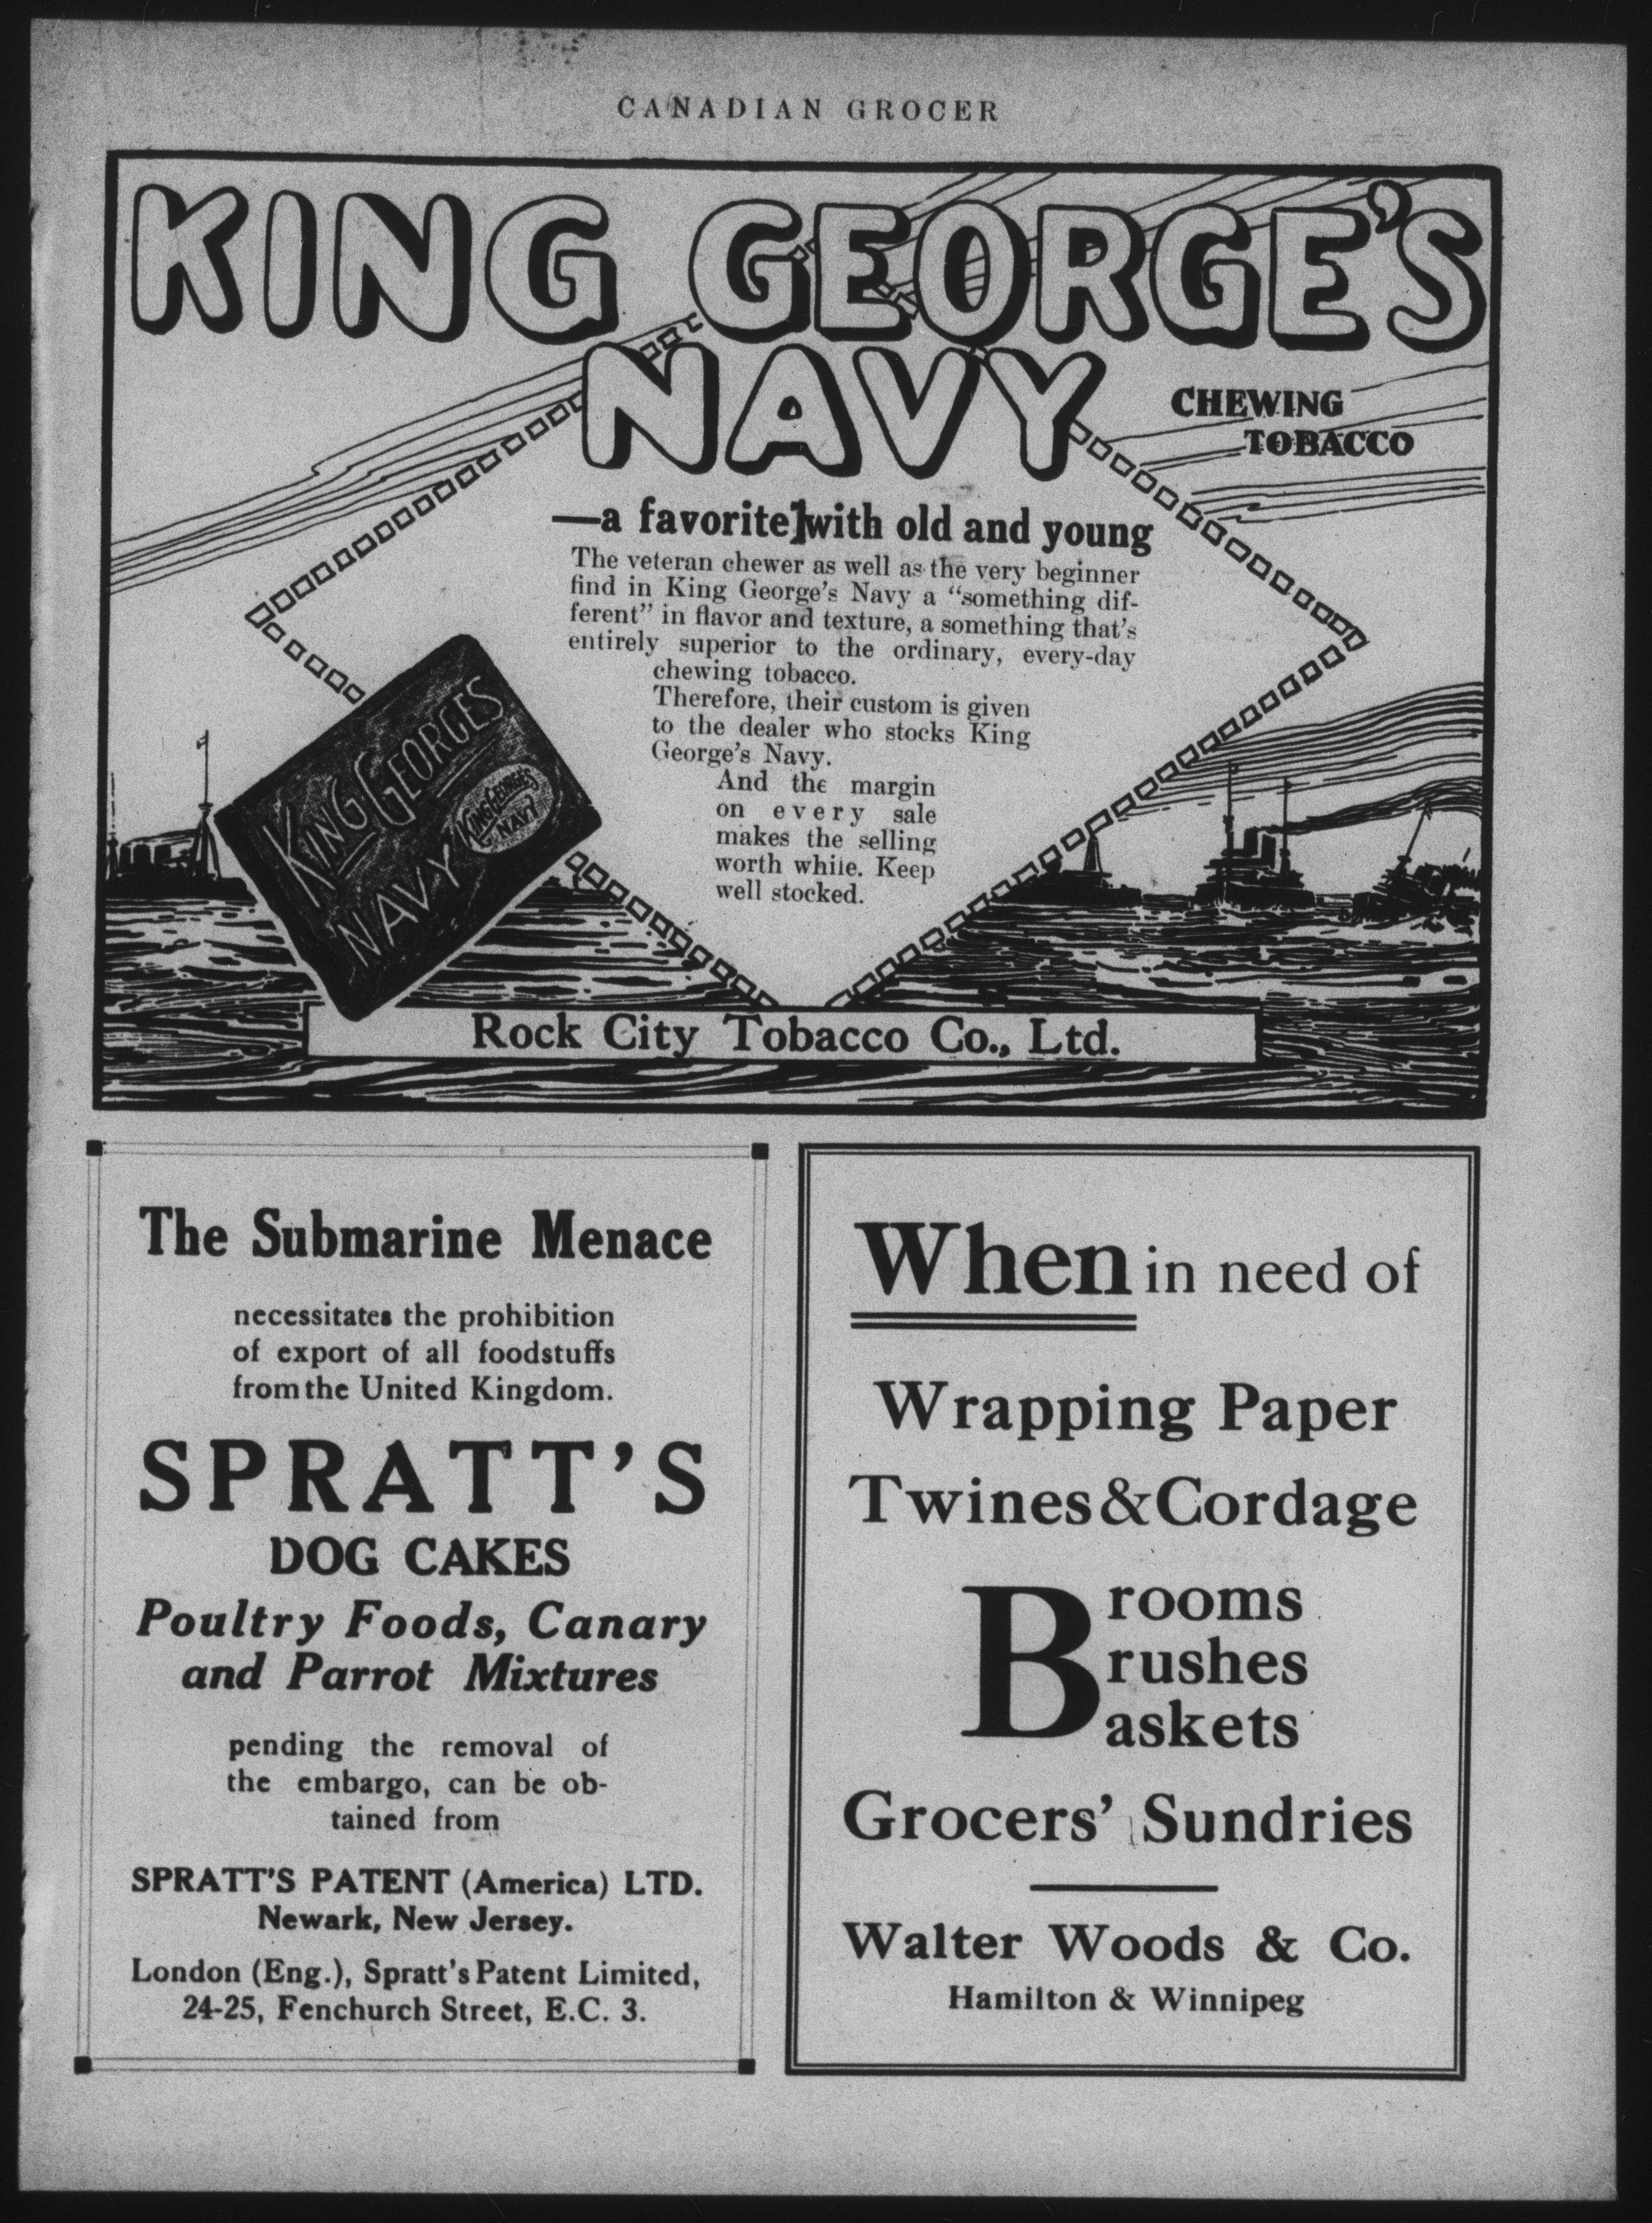 CANADIAN GROCER
KING GEORGE'S
NAVY
CHEWING
TOBACCO
—a favorite with old and young
The veteran chewer as well as the very beginner
find in King George's Navy a "something dif-
ferent" in flavor and texture, a something that's
entirely superior to the ordinary, every-day
chewing tobacco.
Therefore, their custom is given
to the dealer who stocks King
George's Navy.
And the margin
on every sale
makes the selling
worth while. Keep
well stocked.
KING GEORGES
NAVY
KING GEORGE'S
NAVY
Rock City Tobacco Co., Ltd.
The Submarine Menace
necessitates the prohibition
of export of all foodstuffs
from the United Kingdom.
SPRATT'S
DOG CAKES
Poultry Foods, Canary
and Parrot Mixtures
pending the removal of
the embargo, can be ob-
tained from
SPRATT'S PATENT (America) LTD.
Newark, New Jersey.
London (Eng.), Spratt's Patent Limited,
24-25, Fenchurch Street, E.C. 3.
When in need of
Wrapping Paper
Twines & Cordage
Brooms
Brushes
Baskets
Grocers' Sundries
Walter Woods & Co.
Hamilton & Winnipeg